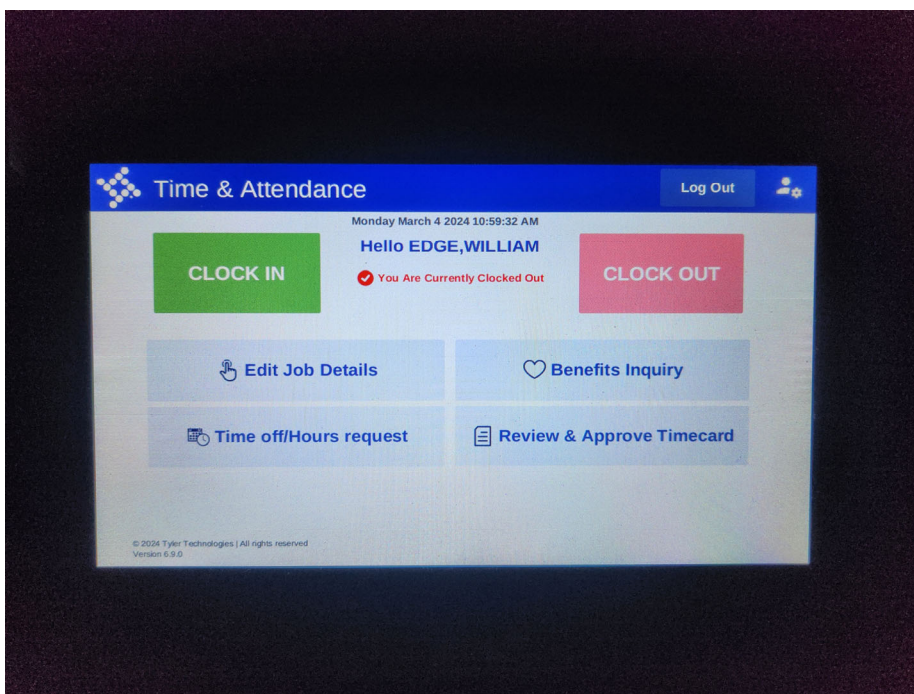 Time & Attendance
Log Out
Monday March 4 2024 10:59:32 AM
Hello EDGE,WILLIAM
CLOCK IN
You Are Currently Clocked Out
CLOCK OUT
Edit Job Details
Benefits Inquiry
Time off/Hours request
Review & Approve Timecard
© 2024 Tyler Technologies | All rights reserved
Version 6.9.0